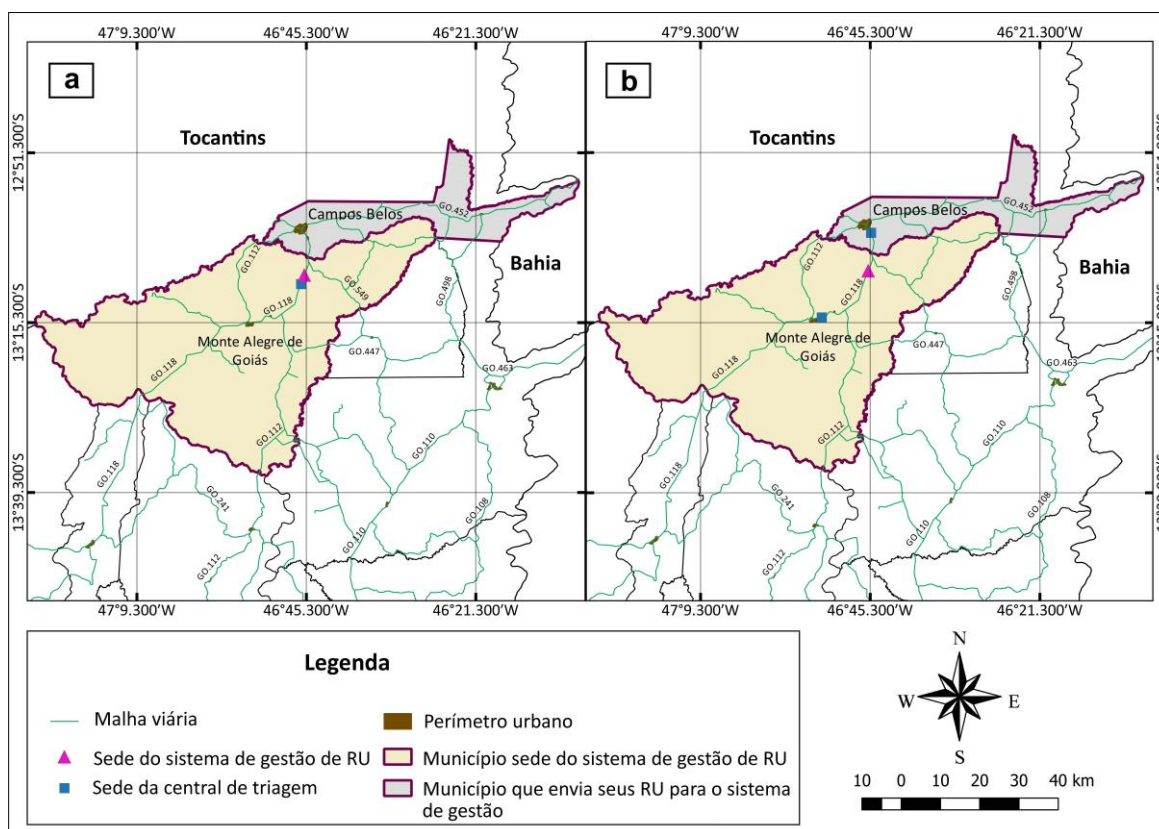 47°9.300'W 46°45.300'W 46°21.300'W 47°9.300'W 46°45.300'W 46°21.300'W
a
Tocantins
12°51.300'S
Campos Belos
GO.452
GO.112
Bahia
GO.549
GO.498
GO.118
13°15.300'S
Monte Alegre de
Goiás
GO.447
GO.118
GO.463
GO.112
GO.110
GO.118
13°39.300'S
GO.241
GO.108
GO.110
GO.112
b
Tocantins
Campos Belos
GO.452
GO.112
Bahia
GO.498
GO.118
Monte Alegre de
Goiás
GO.447
GO.118
GO.463
GO.112
GO.110
GO.118
GO.241
GO.108
GO.110
GO.112
47°9.300'W 46°45.300'W 46°21.300'W 47°9.300'W 46°45.300'W 46°21.300'W
Legenda
Malha viária
Perímetro urbano
Sede do sistema de gestão de RU
Município sede do sistema de gestão de RU
Sede da central de triagem
Município que envia seus RU para o sistema
de gestão
N
W E
S
10 0 10 20 30 40 km